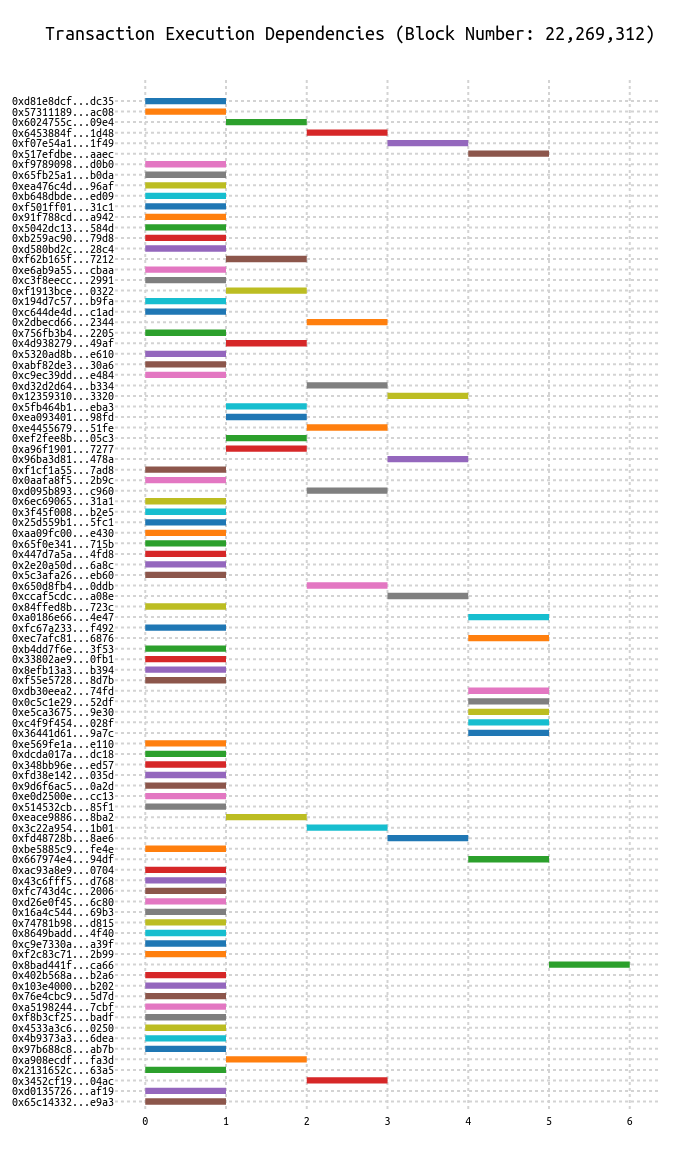 Transaction Execution Dependencies (Block Number: 22,269,312)
0xd81e8dcf...dc35
0x57311189...ac08
0x6024755c...09e4
0x6453884f...1d48
0xf07e54a1...1f49
0x517efdbe...aaec
0xf9789098...d0b0
0x65fb25a1...b0da
0xea476c4d...96af
0xb648dbde...ed09
0xf501ff01...31c1
0x91f788cd...a942
0x5042dc13...584d
0xb259ac90...79d8
0xd580bd2c...28c4
0xf62b165f...7212
0xe6ab9a55...cbaa
0xc3f8eecc...2991
0xf1913bce...0322
0x194d7c57...b9fa
0xc644de4d...c1ad
0x2dbecd66...2344
0x756fb3b4...2205
0x4d938279...49af
0x5320ad8b...e610
0xabf82de3...30a6
0xc9ec39dd...e484
0xd32d2d64...b334
0x12359310...3320
0x5fb464b1...eba3
0xea093401...98fd
0xe4455679...51fe
0xef2fee8b...05c3
0xa96f1901...7277
0x96ba3d81...478a
0xf1cf1a55...7ad8
0x0aafa8f5...2b9c
0xd095b893...c960
0x6ec69065...31a1
0x3f45f008...b2e5
0x25d559b1...5fc1
0xaa09fc00...e430
0x65f0e341...715b
0x447d7a5a...4fd8
0x2e20a50d...6a8c
0x5c3afa26...eb60
0x650d8fb4...0ddb
0xccaf5cdc...a08e
0x84ffed8b...723c
0xa0186e66...4e47
0xfc67a233...f492
0xec7afc81...6876
0xb4dd7f6e...3f53
0x33802ae9...0fb1
0x8efb13a3...b394
0xf55e5728...8d7b
0xdb30eea2...74fd
0x0c5c1e29...52df
0xe5ca3675...9e30
0xc4f9f454...028f
0x36441d61...9a7c
0xe569fe1a...e110
0xdcda017a...dc18
0x348bb96e...ed57
0xfd38e142...035d
0x9d6f6ac5...0a2d
0xe0d2500e...cc13
0x514532cb...85f1
0xeace9886...8ba2
0x3c22a954...1b01
0xfd48728b...8ae6
0xbe5885c9...fe4e
0x667974e4...94df
0xac93a8e9...0704
0x43c6fff5...d768
0xfc743d4c...2006
0xd26e0f45...6c80
0x16a4c544...69b3
0x74781b98...d815
0x8649badd...4f40
0xc9e7330a...a39f
0xf2c83c71...2b99
0x8bad441f...ca66
0x402b568a...b2a6
0x103e4000...b202
0x76e4cbc9...5d7d
0xa5198244...7cbf
0xf8b3cf25...badf
0x4533a3c6...0250
0x4b9373a3...6dea
0x97b688c8...ab7b
0xa908ecdf...fa3d
0x2131652c...63a5
0x3452cf19...04ac
0xd0135726...af19
0x65c14332...e9a3
0 1 2 3 4 5 6